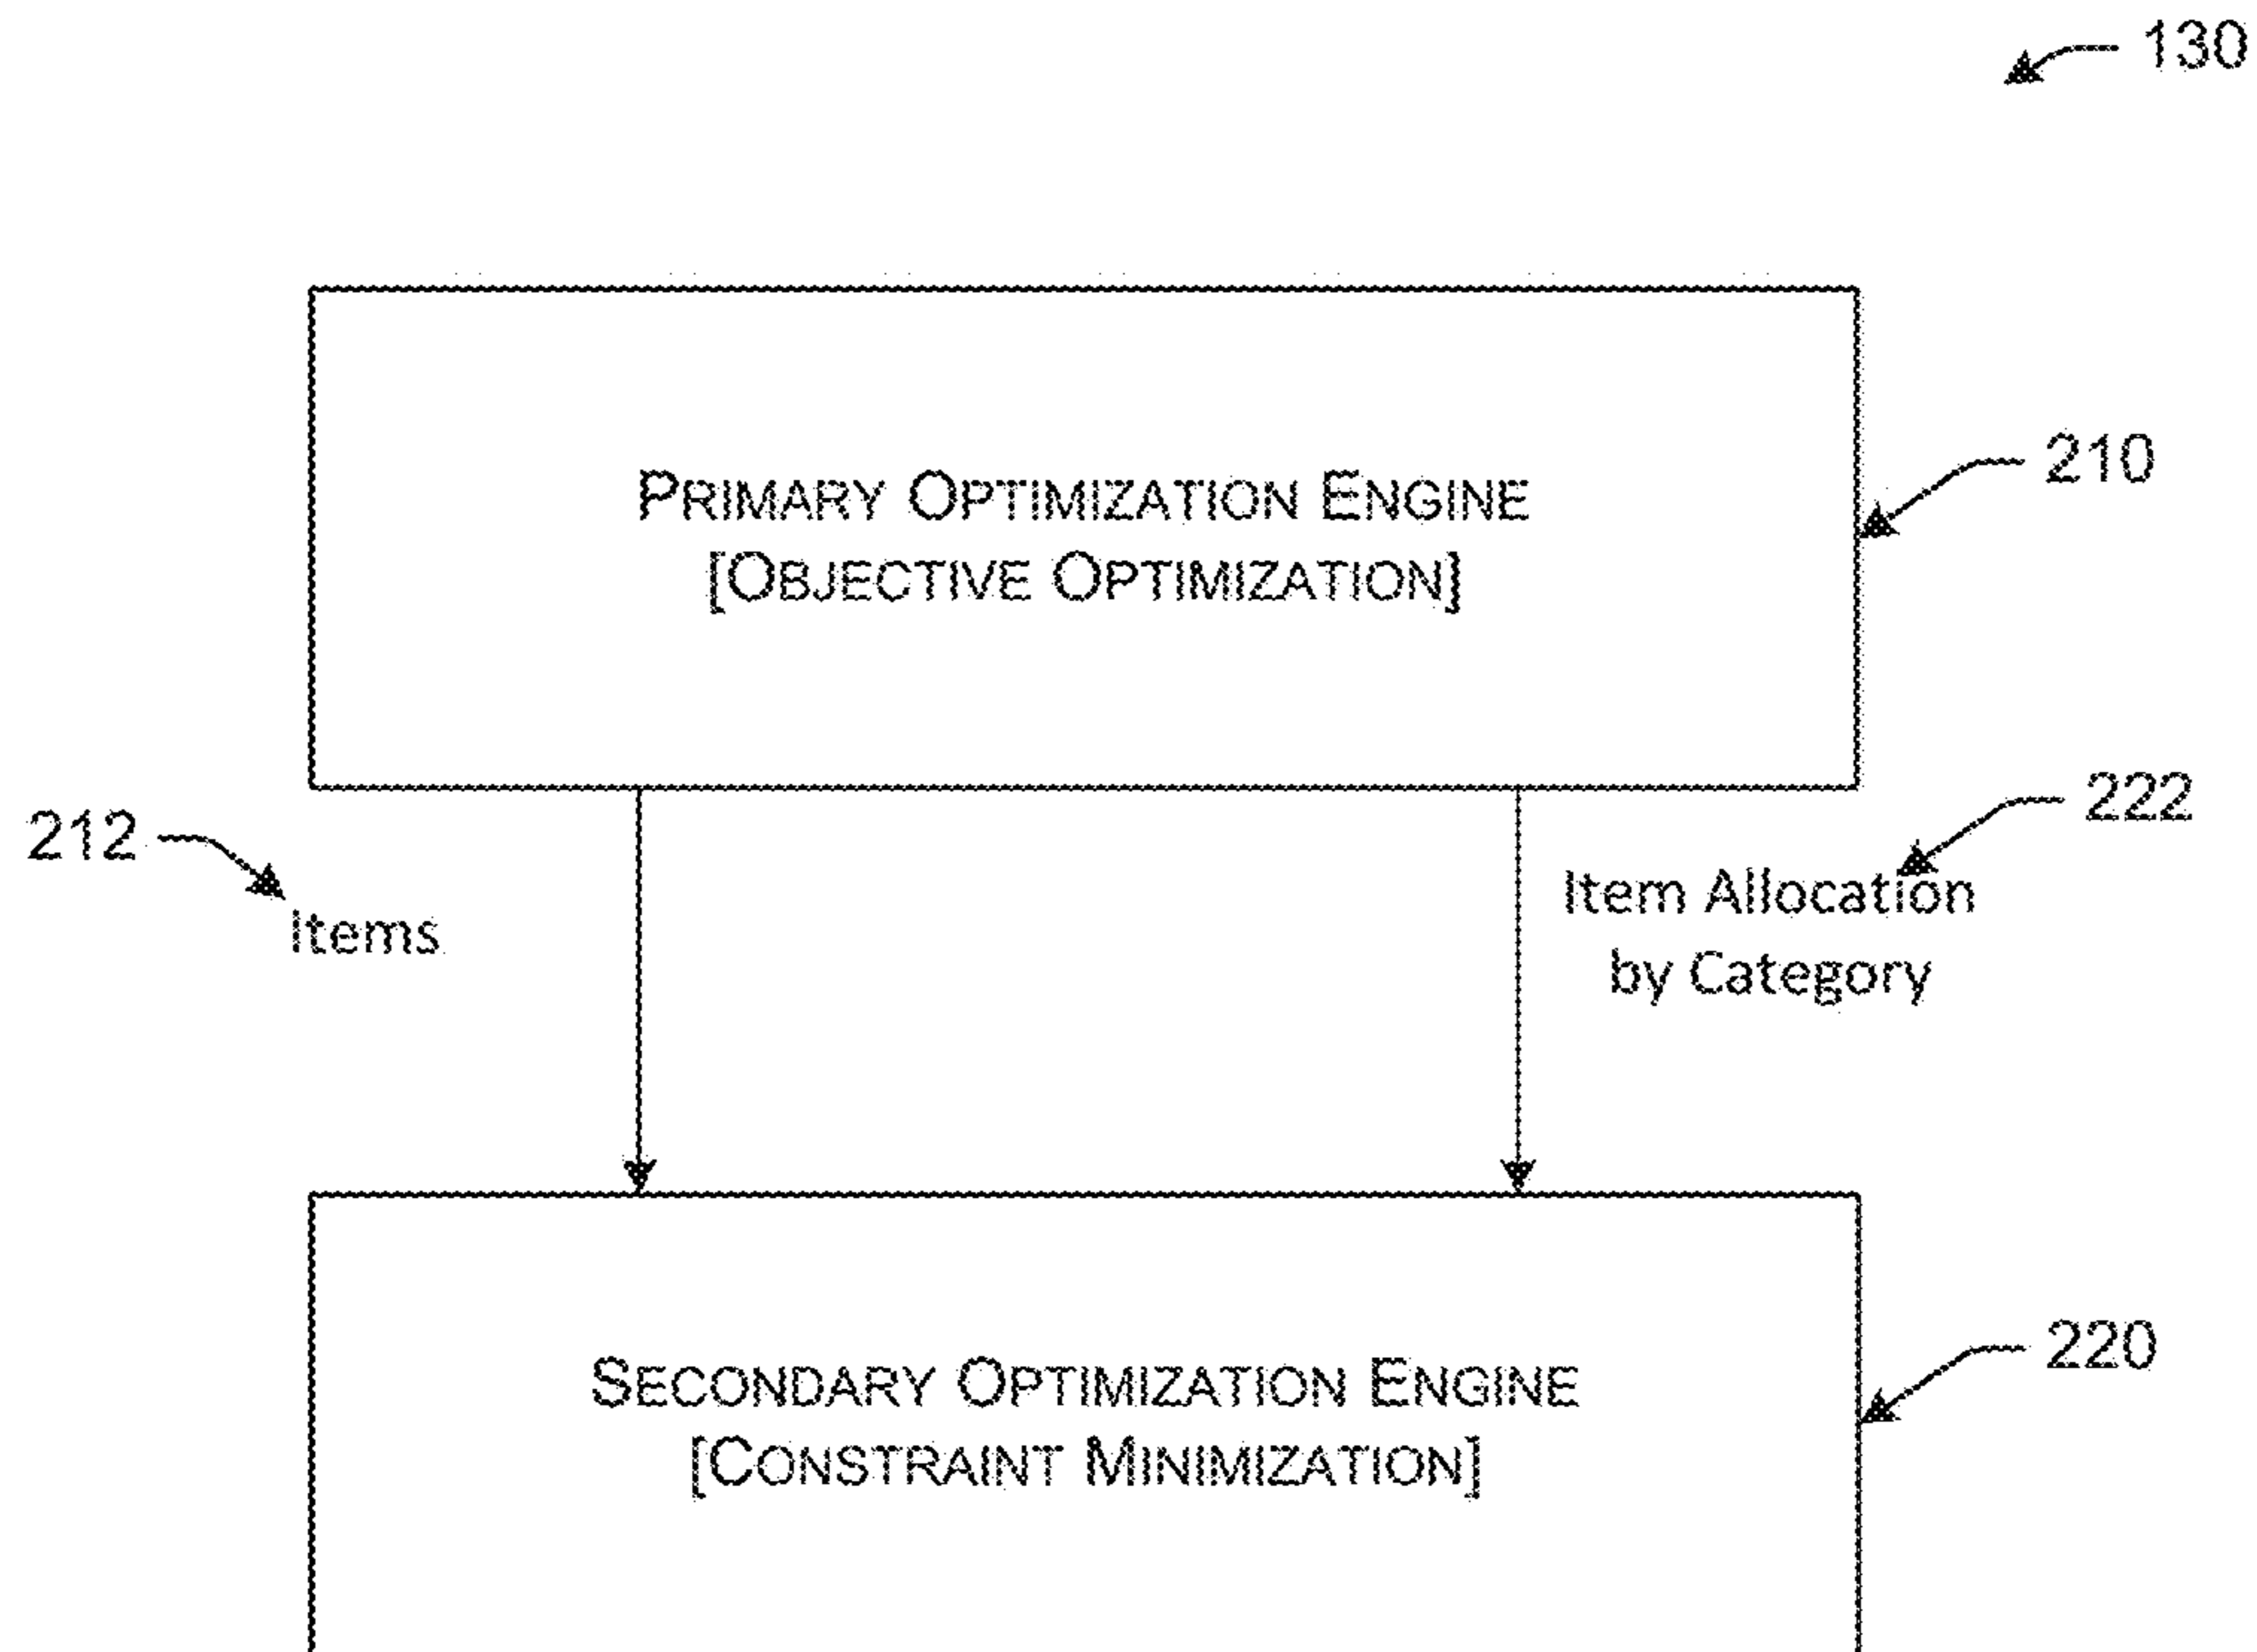 130
PRIMARY OPTIMIZATION ENGINE
[OBJECTIVE OPTIMIZATION]
210
212
Items
222
Item Allocation
by Category
SECONDARY OPTIMIZATION ENGINE
[CONSTRAINT MINIMIZATION]
220